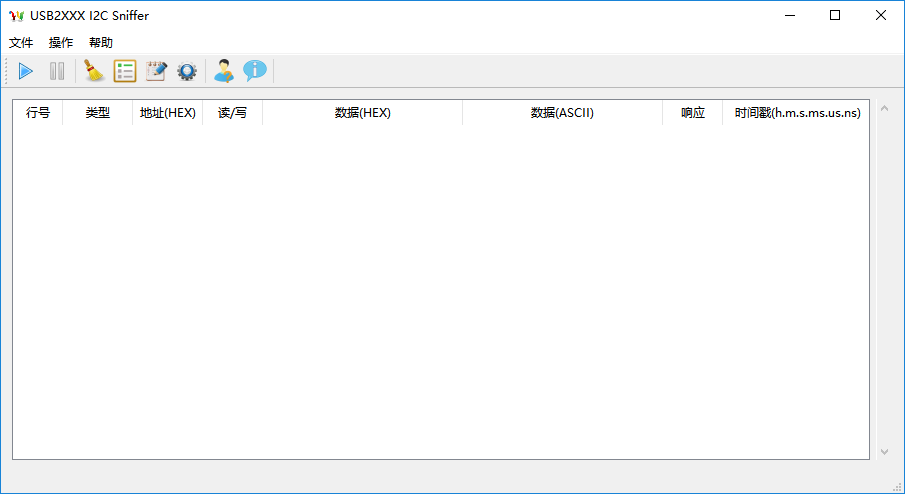 USB2XXX I2C Sniffer
文件 操作 帮助
行号 类型 地址(HEX) 读/写 数据(HEX) 数据(ASCII) 响应 时间戳(h.m.s.ms.us.ns)